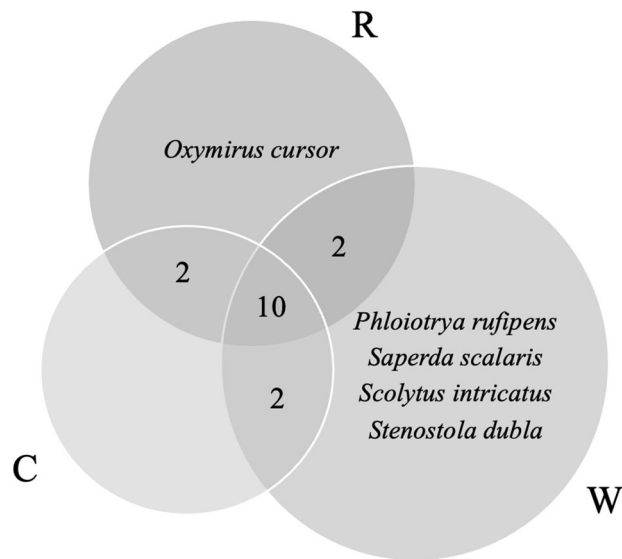 R
Oxymirus cursor
2
2
10
Phloiotrya rufipens
Saperda scalaris
Scolytus intricatus
Stenostola dubla
2
C
W